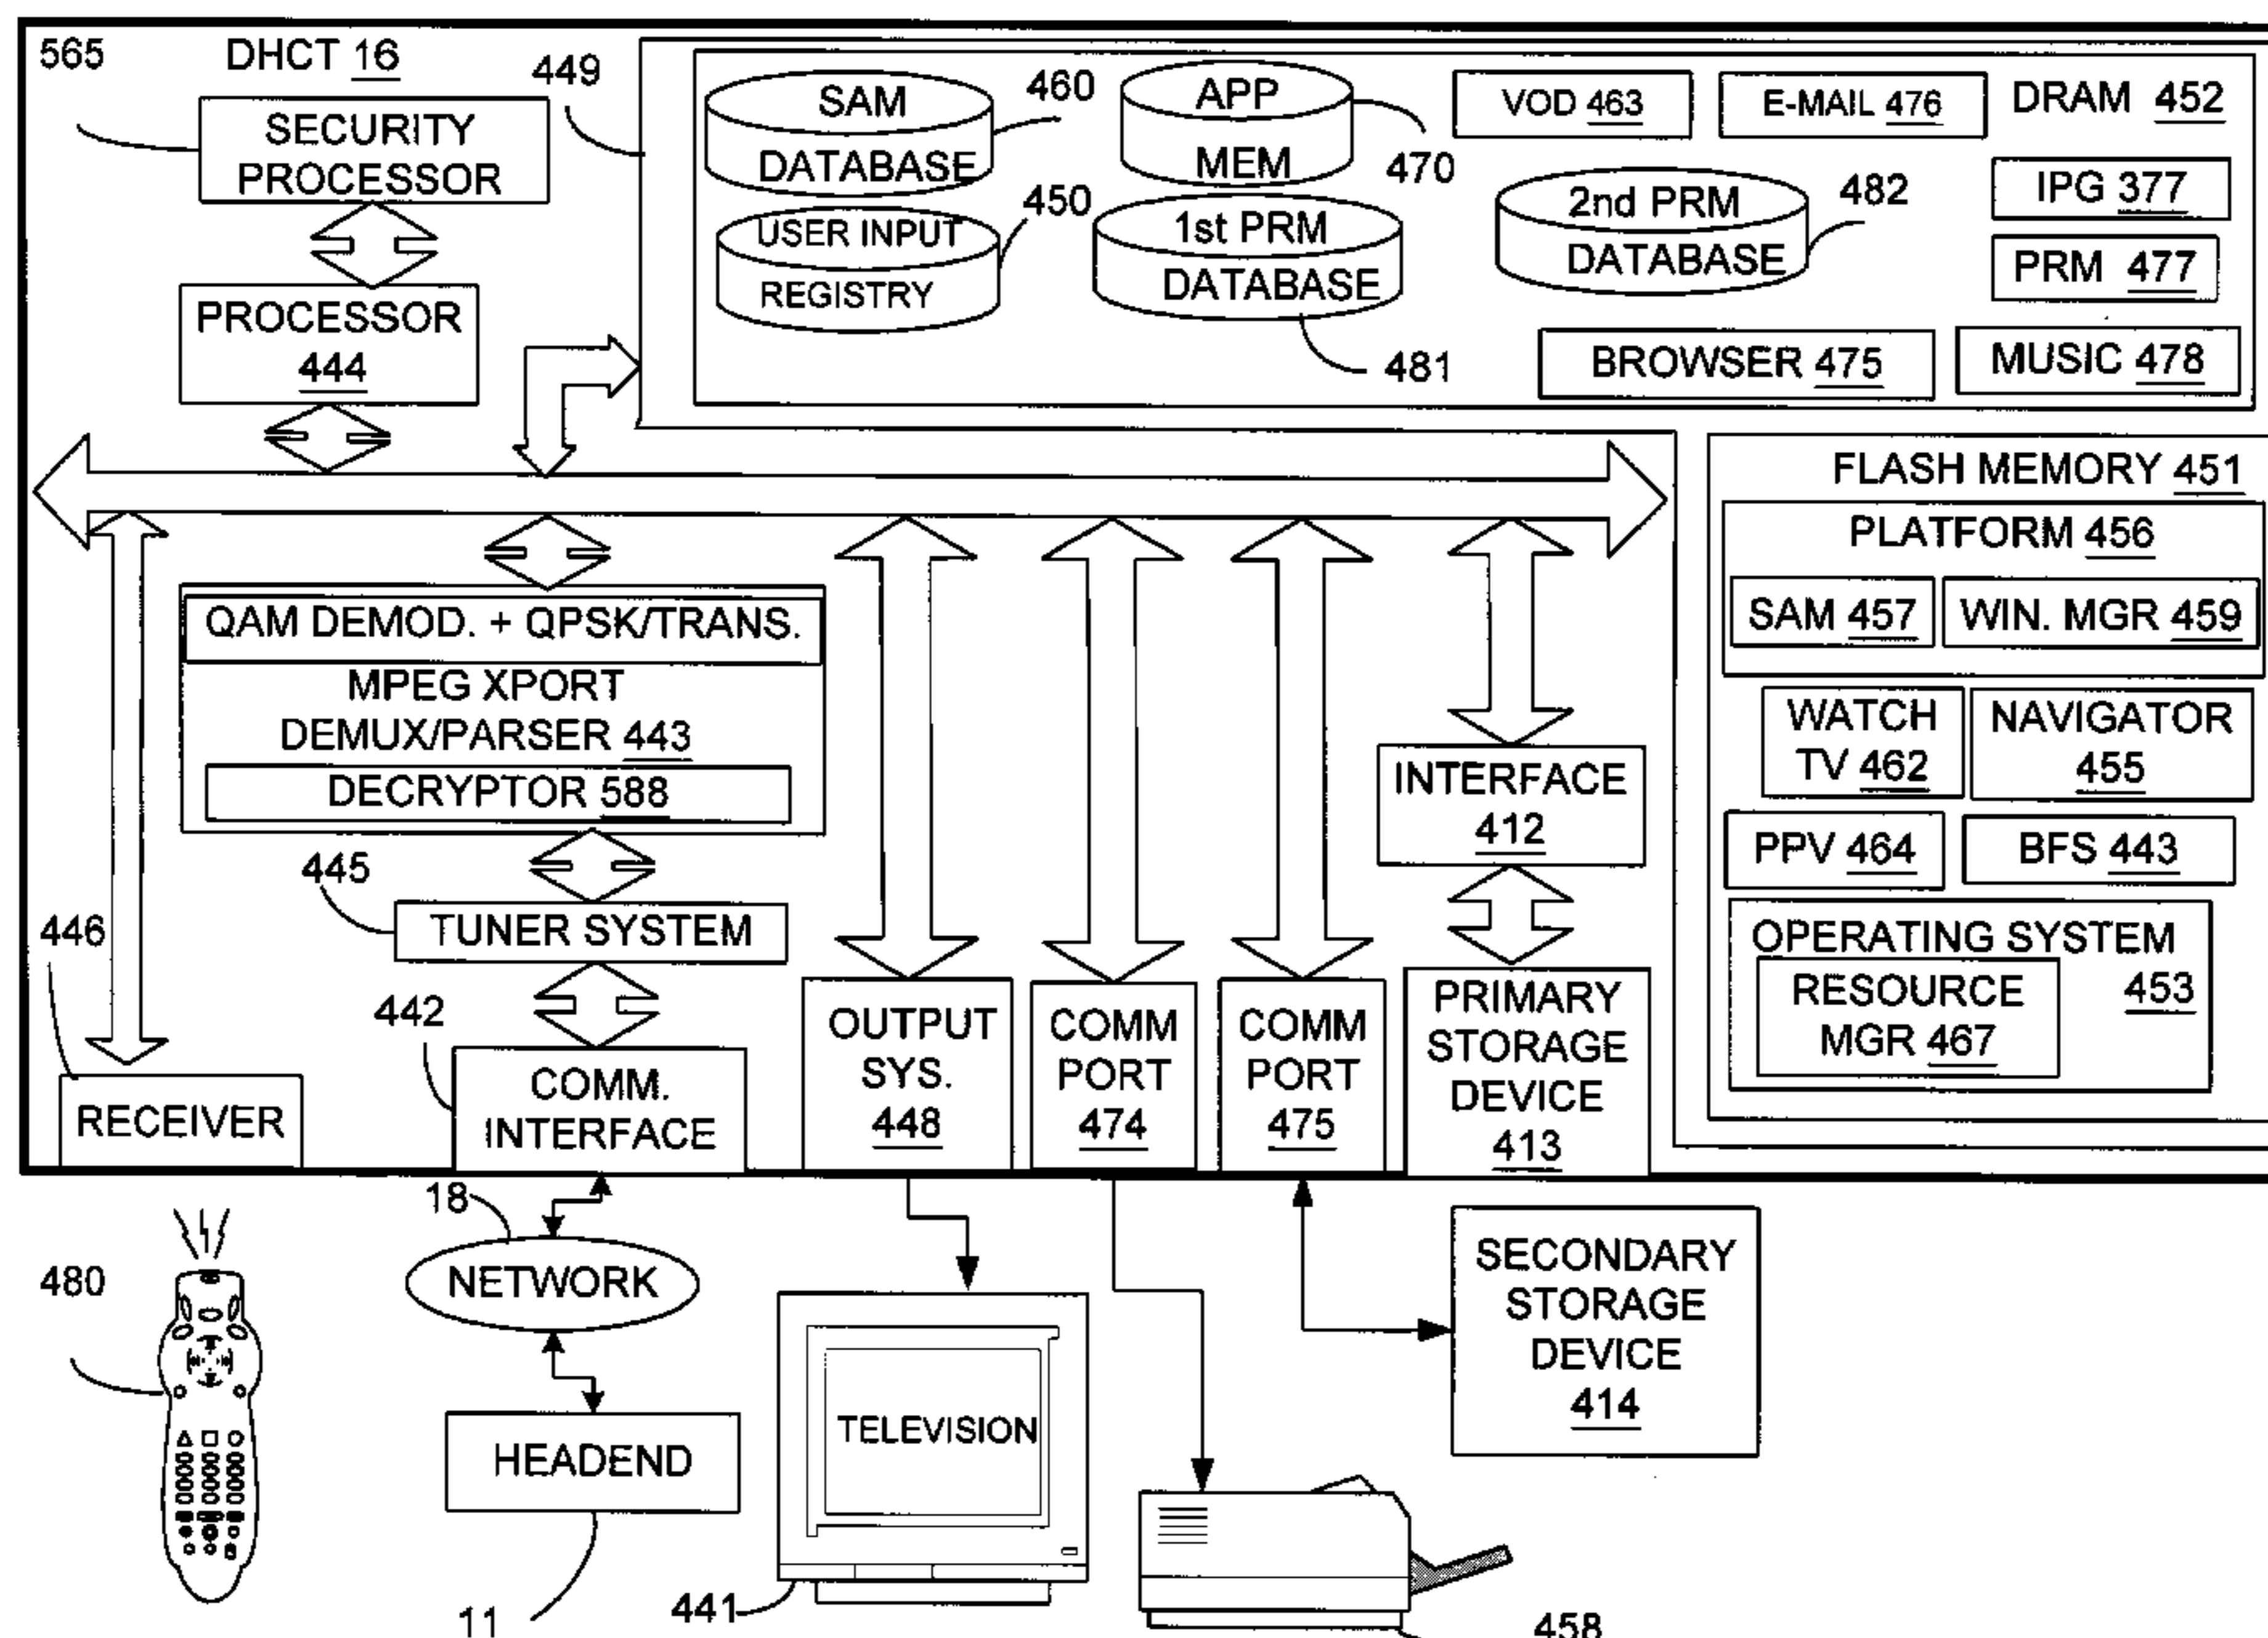 565
DHCT 16
SECURITY
PROCESSOR
PROCESSOR
444
449
SAM
DATABASE
460
USER INPUT
REGISTRY
450
APP
MEM
470
1st PRM
DATABASE
481
VOD 463
E-MAIL 476
DRAM 452
2nd PRM
DATABASE
482
IPG 377
PRM 477
BROWSER 475
MUSIC 478
FLASH MEMORY 451
PLATFORM 456
SAM 457
WIN. MGR 459
WATCH
TV 462
NAVIGATOR
455
PPV 464
BFS 443
OPERATING SYSTEM
453
RESOURCE
MGR 467
QAM DEMOD. + QPSK/TRANS.
MPEG XPORT
DEMUX/PARSER 443
DECRYPTOR 588
445
TUNER SYSTEM
446
RECEIVER
442
COMM.
INTERFACE
OUTPUT
SYS.
448
COMM
PORT
474
COMM
PORT
475
INTERFACE
412
PRIMARY
STORAGE
DEVICE
413
480
18
NETWORK
HEADEND
11
TELEVISION
441
458
SECONDARY
STORAGE
DEVICE
414